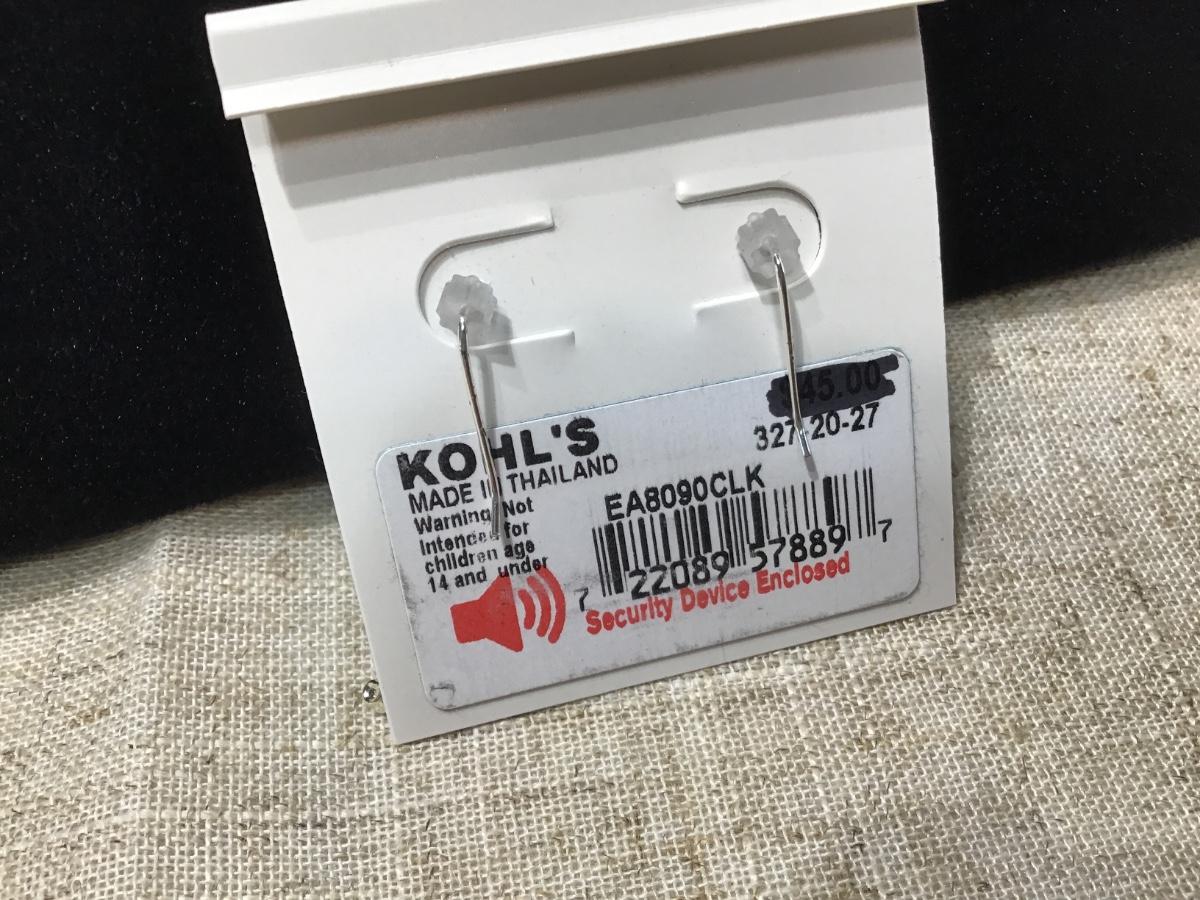 $45.00
KOHL'S
327-20-27
MADE IN THAILAND
Warning: Not
Intended for
children age
14 and under
EA8090CLK
7 22089 57889 7
Security Device Enclosed